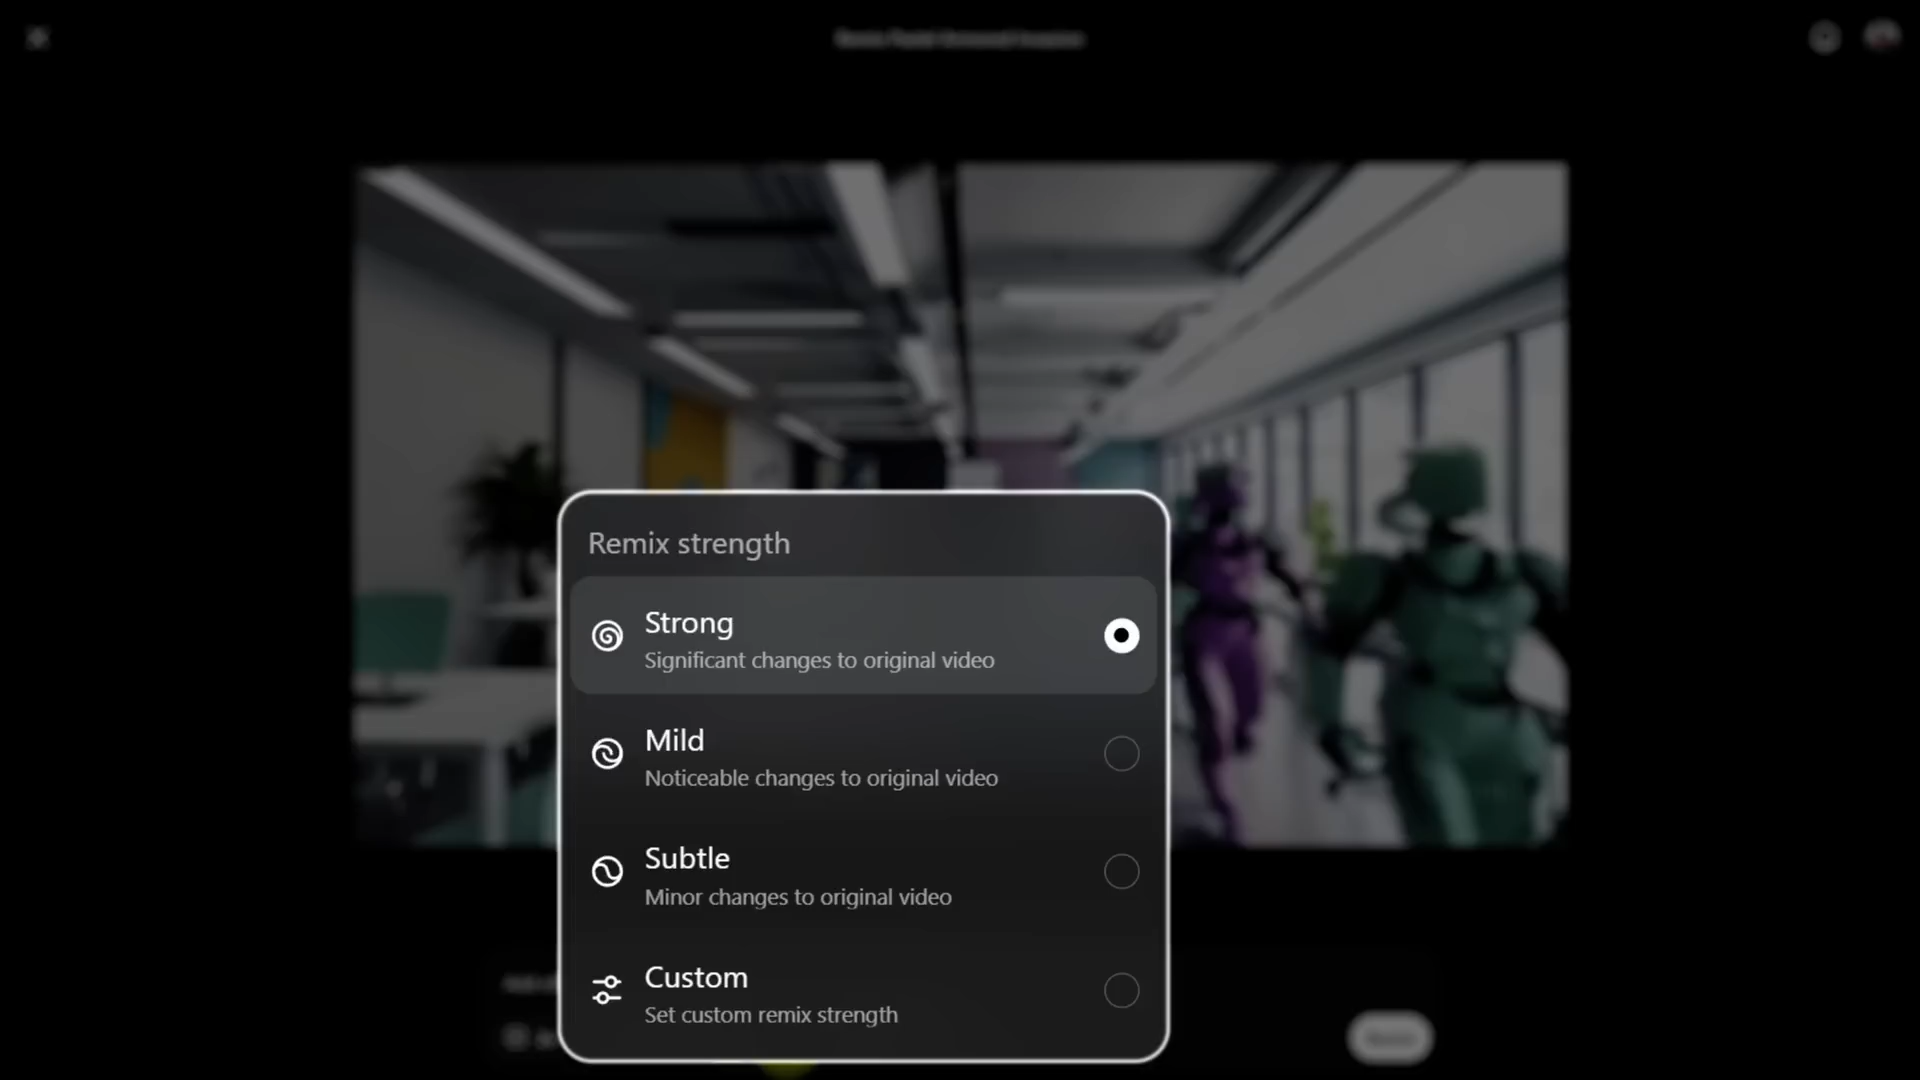 Remix strength
Strong
Significant changes to original video
Mild
Noticeable changes to original video
Subtle
Minor changes to original video
Custom
Set custom remix strength